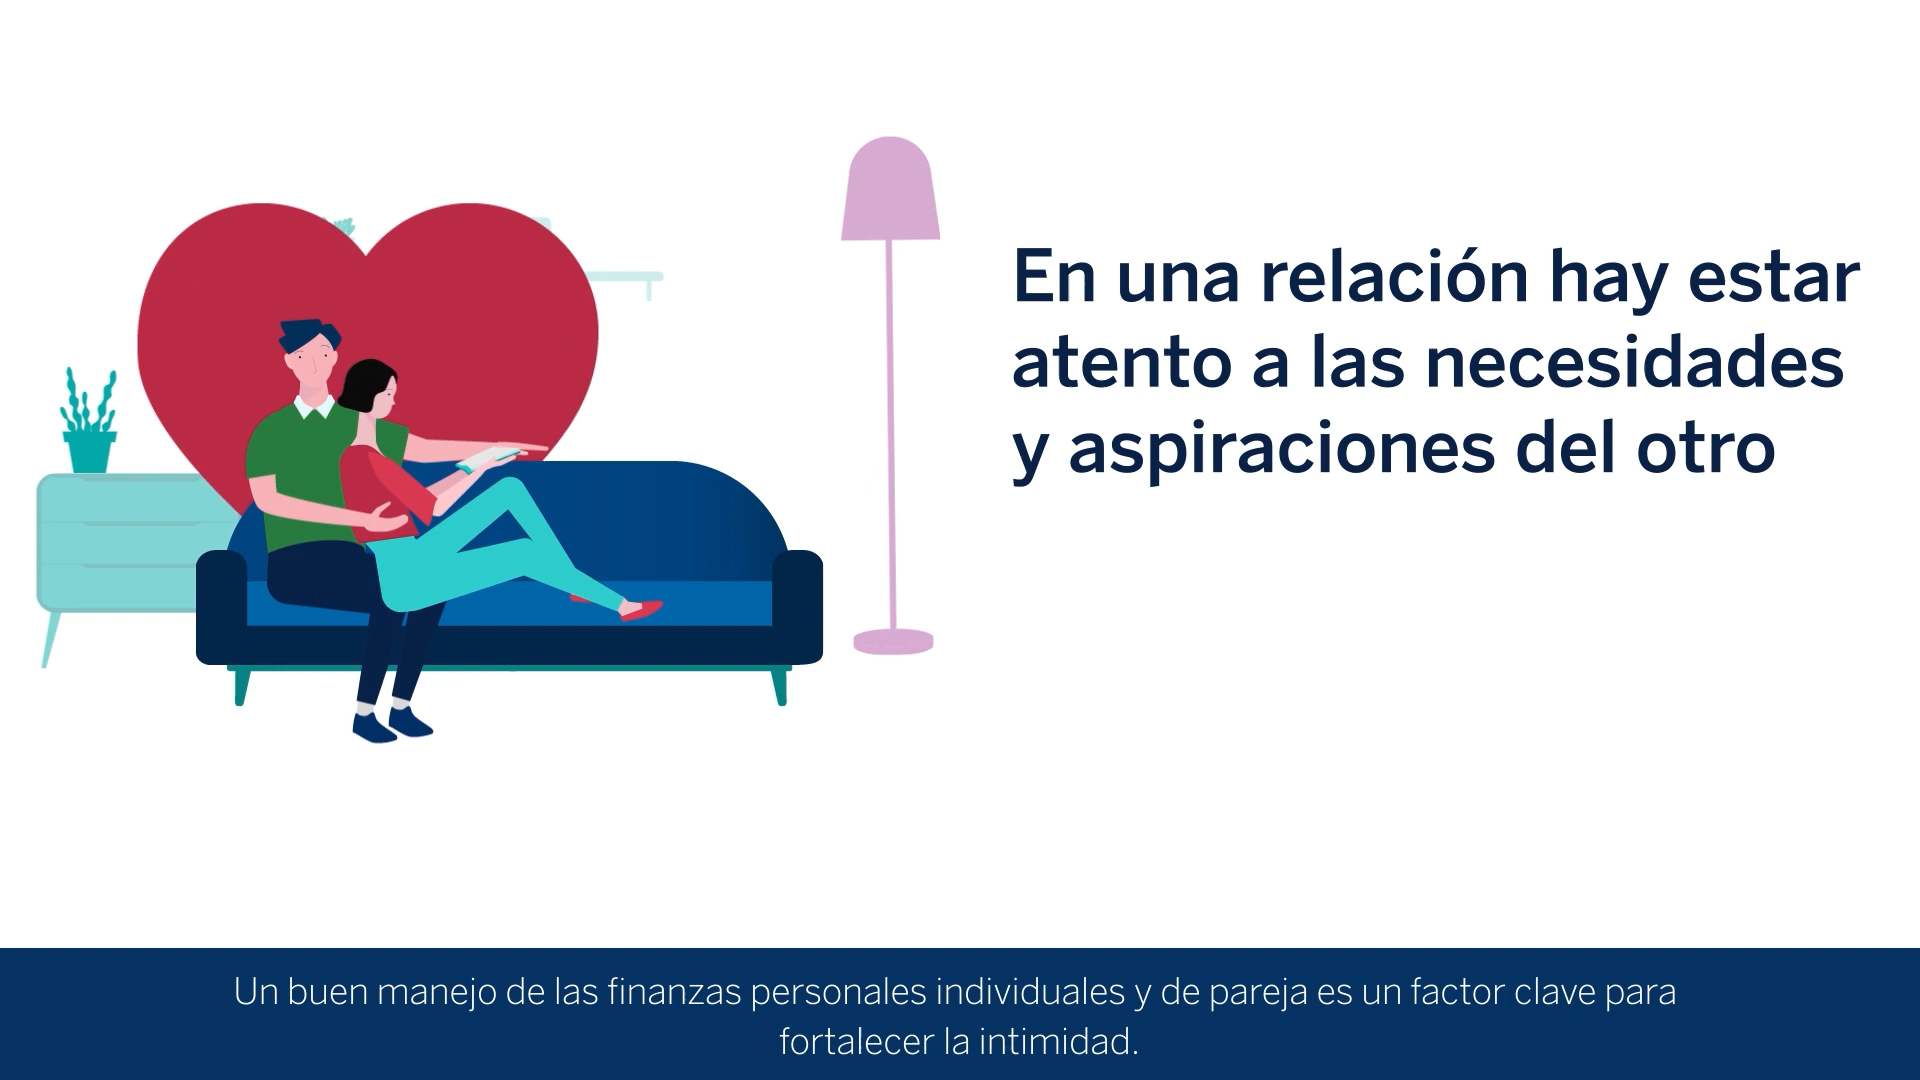 En una relación hay estar
atento a las necesidades
y aspiraciones del otro
Un buen manejo de las finanzas personales individuales y de pareja es un factor clave para
fortalecer la intimidad.